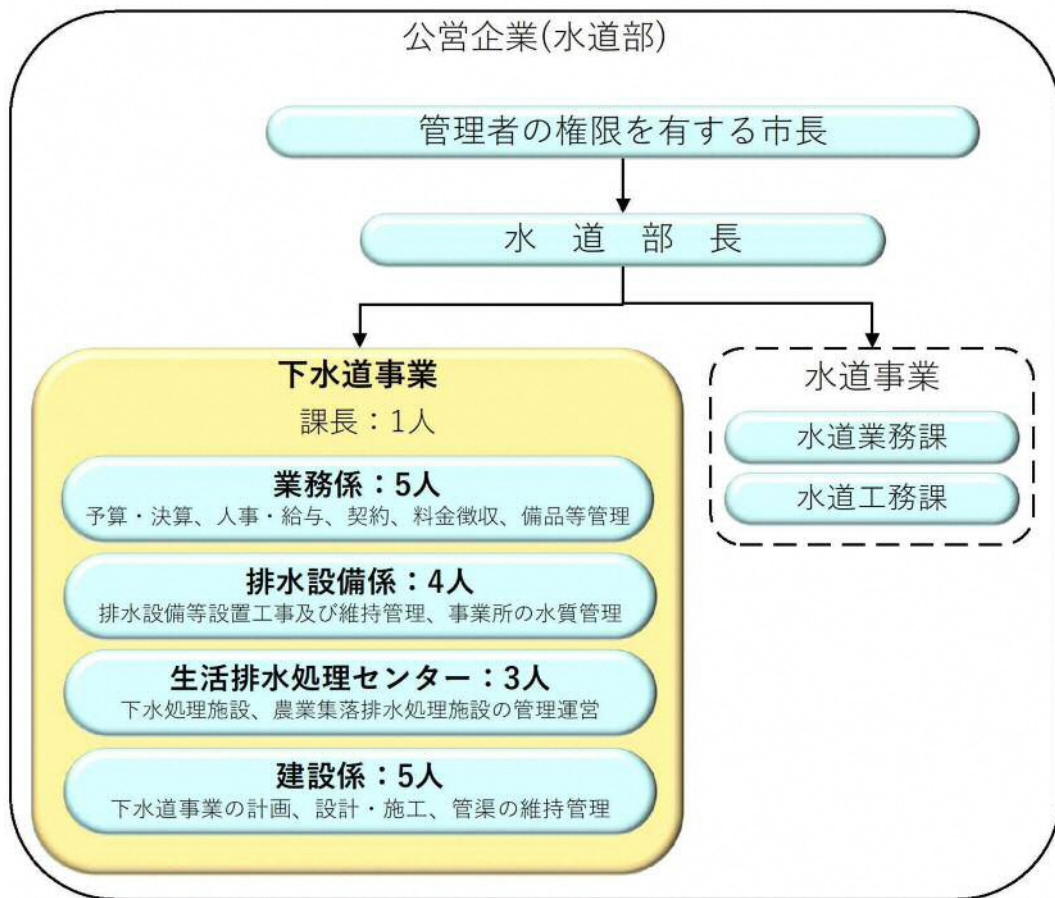 公営企業(水道部)
管理者の権限を有する市長
水 道 部 長
下水道事業
課長：1人
業務係：5人
予算・決算、人事・給与、契約、料金徴収、備品等管理
排水設備係：4人
排水設備等設置工事及び維持管理、事業所の水質管理
生活排水処理センター：3人
下水処理施設、農業集落排水処理施設の管理運営
建設係：5人
下水道事業の計画、設計・施工、管渠の維持管理
水道事業
水道業務課
水道工務課